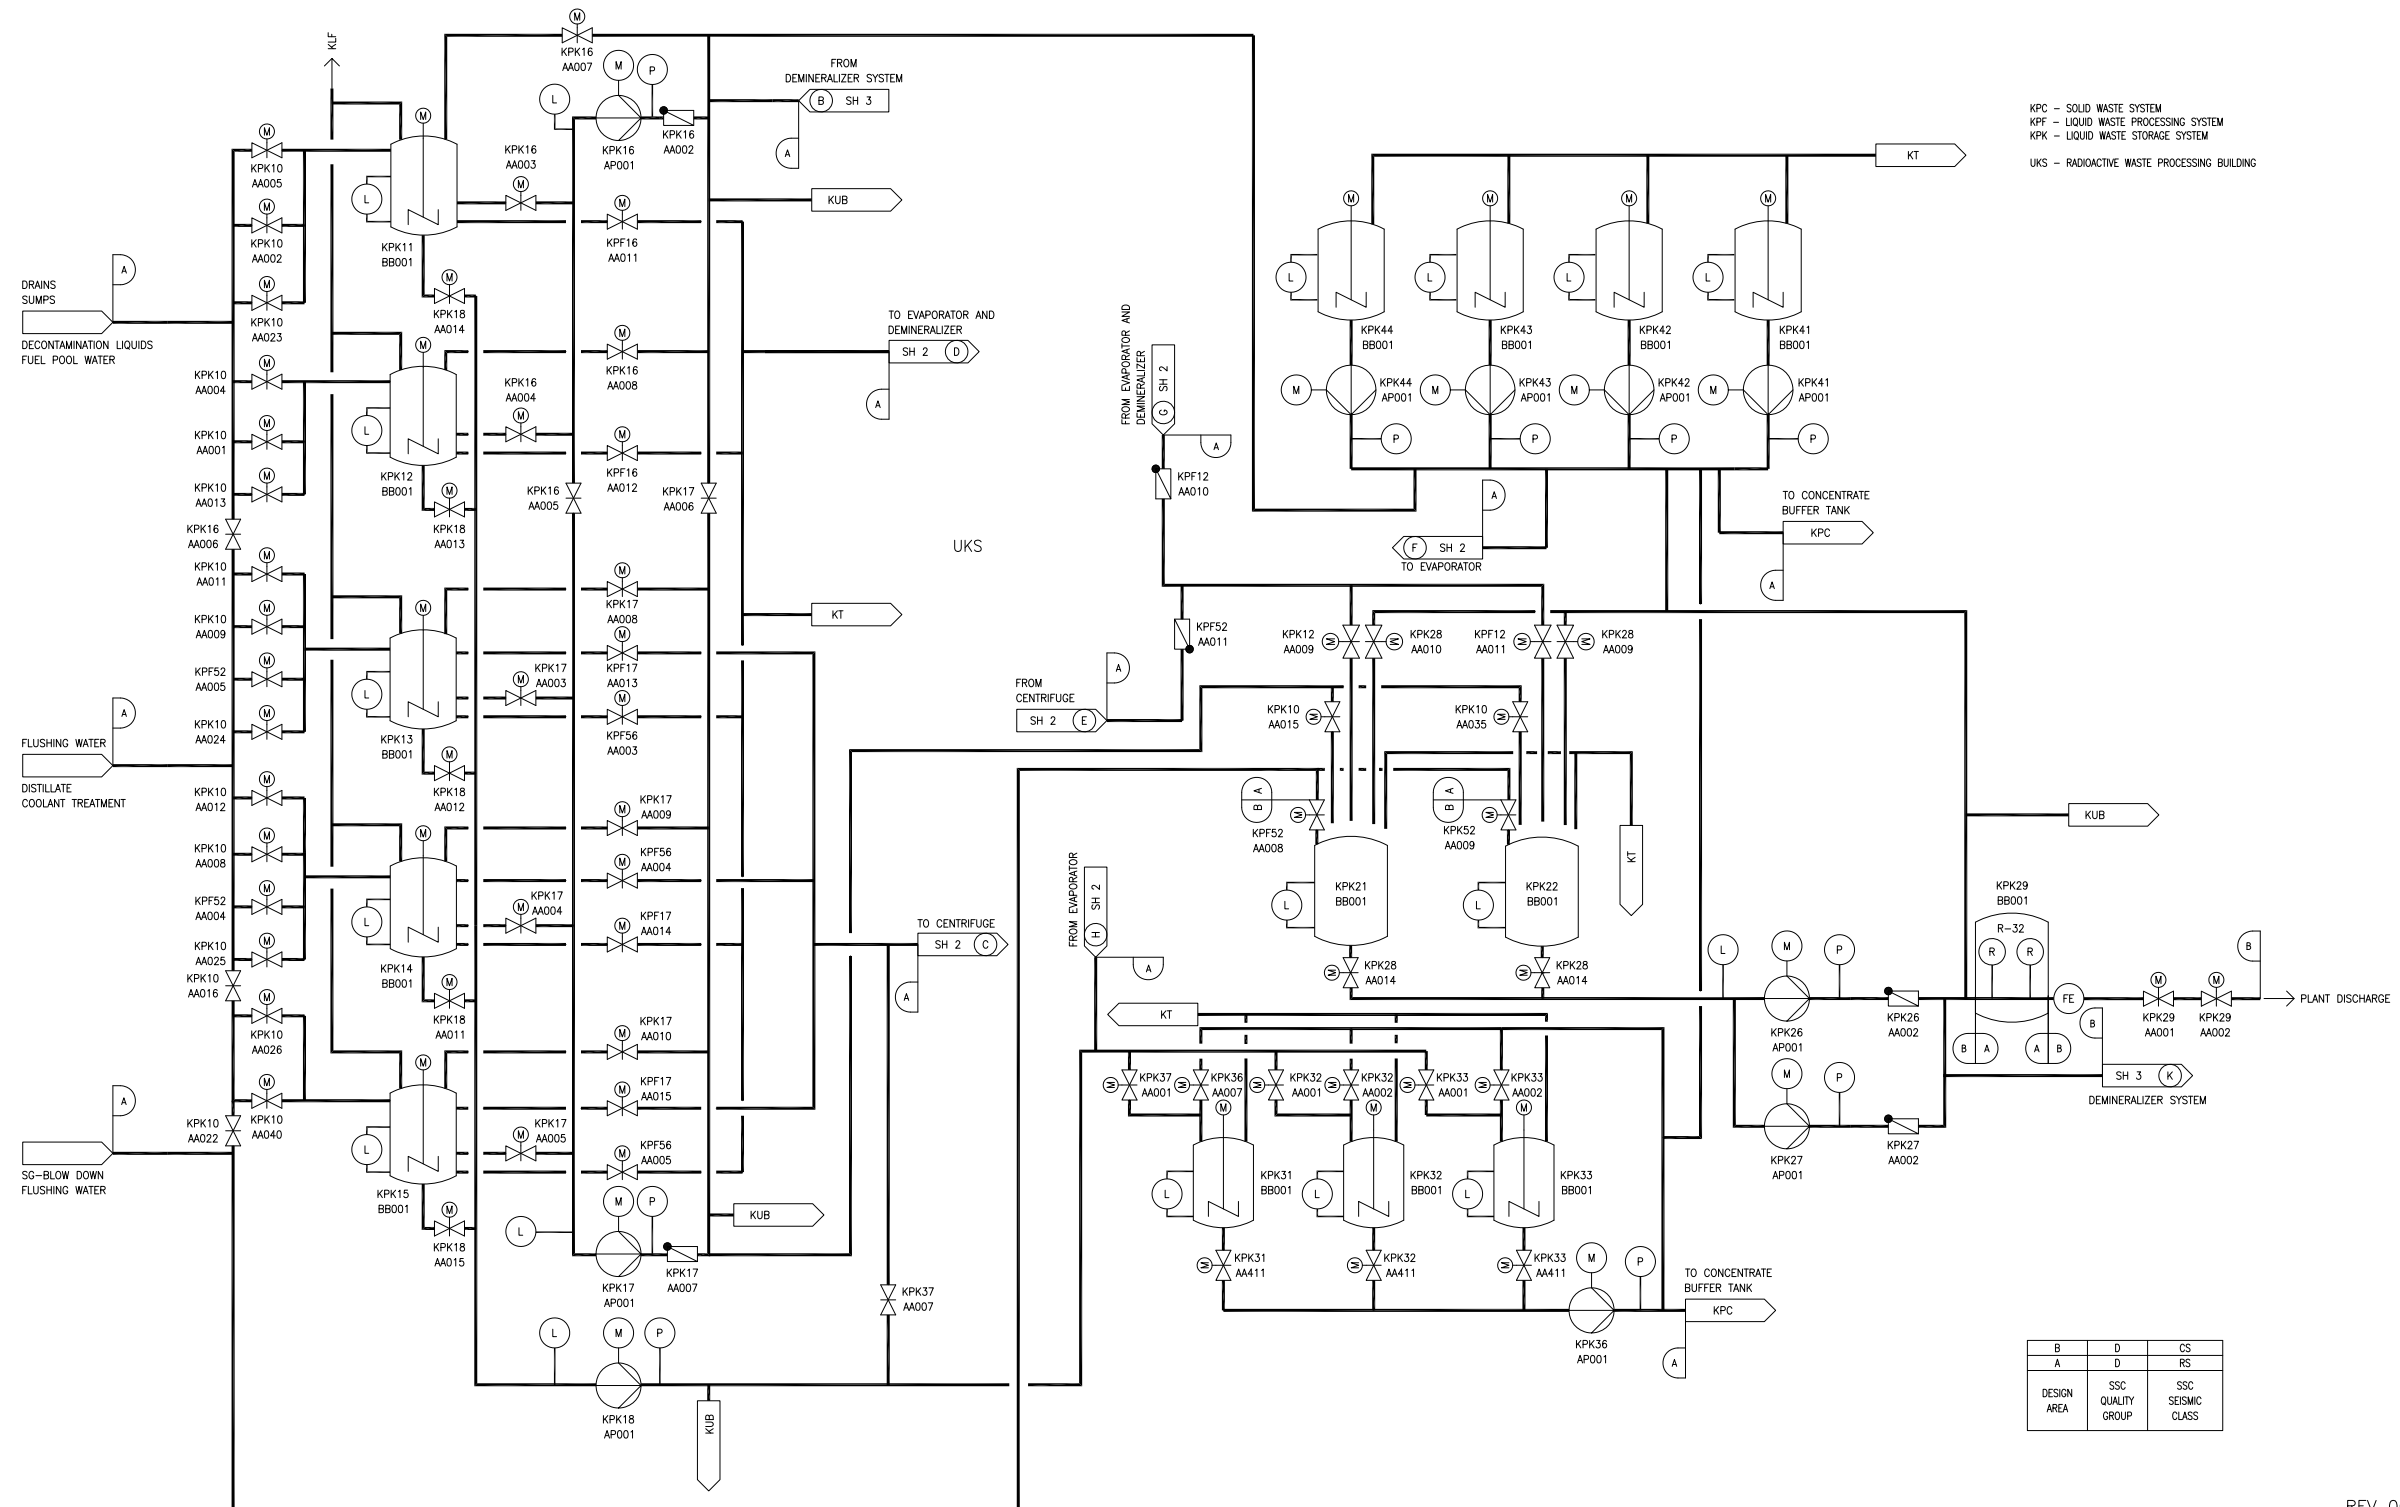 KLF
M
KPK16
AA007
FROM
DEMINERALIZER SYSTEM
B SH 3
A
L
M
P
KPK16
AP001
KPK16
AA002
KUB
M
KPK10
AA005
M
KPK10
AA002
M
KPK10
AA023
M
L
KPK11
BB001
KPK16
AA003
M
M
KPF16
AA011
M
KPK18
AA014
A
DRAINS
SUMPS
DECONTAMINATION LIQUIDS
FUEL POOL WATER
KPK10
AA004
M
KPK10
AA001
M
KPK10
AA013
M
KPK16
AA006
M
L
KPK12
BB001
KPK16
AA004
M
M
KPK16
AA008
M
KPF16
AA012
M
KPK18
AA013
KPK16
AA005
KPK17
AA006
TO EVAPORATOR AND
DEMINERALIZER
SH 2 D
A
UKS
KPK10
AA011
M
KPK10
AA009
M
KPF52
AA005
M
KPK10
AA024
M
M
L
KPK13
BB001
M
KPK17
AA008
M
KPF17
AA013
KPK17
AA003
M
M
KPF56
AA003
M
KPK18
AA012
KT
A
FLUSHING WATER
DISTILLATE
COOLANT TREATMENT
KPK10
AA012
M
KPK10
AA008
M
KPF52
AA004
M
KPK10
AA025
M
KPK10
AA016
M
L
KPK14
BB001
KPK17
AA009
M
KPF56
AA004
M
KPK17
AA004
M
KPF17
AA014
M
M
KPK18
AA011
TO CENTRIFUGE
SH 2 C
A
M
KPK10
AA026
M
KPK10
AA040
KPK10
AA022
A
SG-BLOW DOWN
FLUSHING WATER
M
L
KPK15
BB001
KPK17
AA010
M
KPF17
AA015
M
KPK17
AA005
M
KPF56
AA005
M
M
KPK18
AA015
KUB
L
M
P
KPK17
AP001
KPK17
AA007
KPK37
AA007
L
M
P
KPK18
AP001
KUB
KPC – SOLID WASTE SYSTEM
KPF – LIQUID WASTE PROCESSING SYSTEM
KPK – LIQUID WASTE STORAGE SYSTEM
UKS – RADIOACTIVE WASTE PROCESSING BUILDING
KT
M
M
M
M
L
L
L
L
KPK44
BB001
KPK43
BB001
KPK42
BB001
KPK41
BB001
M
KPK44
AP001
M
KPK43
AP001
M
KPK42
AP001
M
KPK41
AP001
P
P
P
P
FROM EVAPORATOR AND
DEMINERALIZER
G SH 2
A
KPF12
AA010
A
F SH 2
TO EVAPORATOR
TO CONCENTRATE
BUFFER TANK
KPC
A
KPF52
AA011
FROM
CENTRIFUGE
SH 2 E
A
KPK12
AA009
M
M
KPK28
AA010
KPF12
AA011
M
M
KPK28
AA009
KPK10
AA015
M
KPK10
AA035
M
B A
M
KPF52
AA008
B A
M
KPK52
AA009
KT
KUB
KPK21
BB001
L
KPK22
BB001
L
M
KPK28
AA014
M
KPK28
AA014
FROM EVAPORATOR
H SH 2
A
KT
L
M
P
KPK26
AP001
KPK26
AA002
KPK29
BB001
R-32
R
R
FE
M
KPK29
AA001
M
KPK29
AA002
B
PLANT DISCHARGE
B A
A B
B
SH 3 K
DEMINERALIZER SYSTEM
M
P
KPK27
AP001
KPK27
AA002
M
KPK37
AA001
M
KPK36
AA007
M
KPK32
AA001
M
KPK32
AA002
M
KPK33
AA001
M
KPK33
AA002
M
M
M
L
KPK31
BB001
L
KPK32
BB001
L
KPK33
BB001
M
KPK31
AA411
M
KPK32
AA411
M
KPK33
AA411
M
P
KPK36
AP001
TO CONCENTRATE
BUFFER TANK
KPC
A
B D CS
A D RS
DESIGN
AREA
SSC
QUALITY
GROUP
SSC
SEISMIC
CLASS